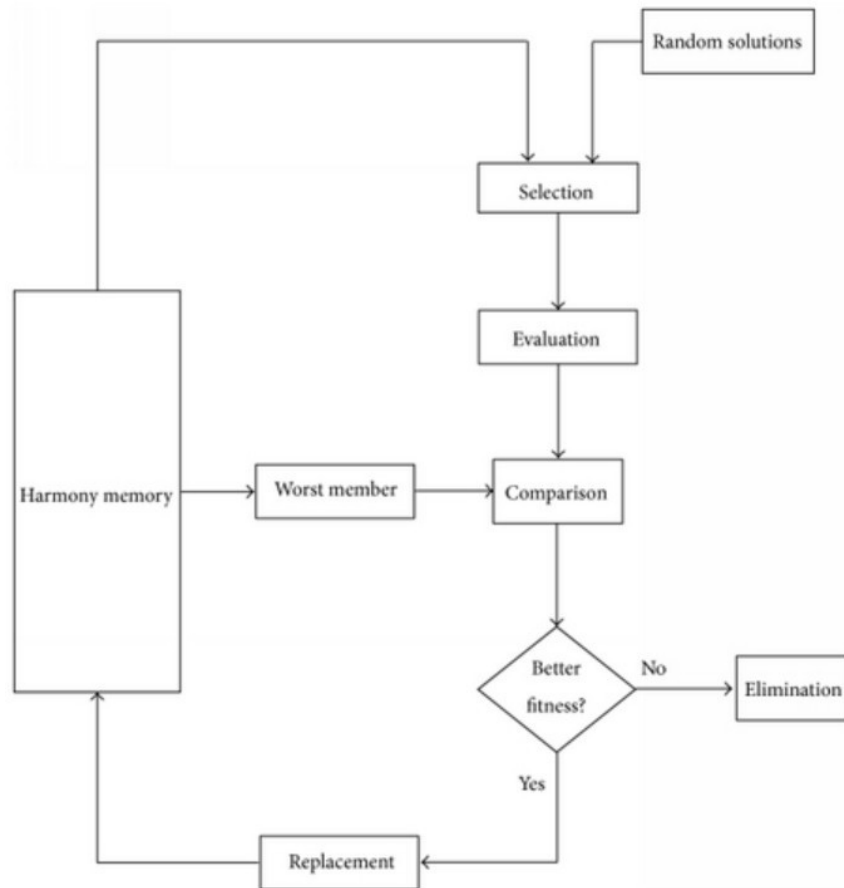 Random solutions
Selection
Evaluation
Harmony memory
Worst member
Comparison
Better
fitness?
No
Elimination
Yes
Replacement